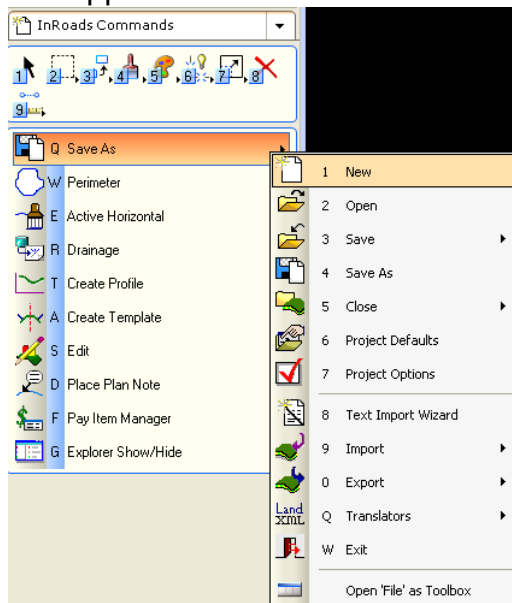 InRoads Commands
1 2 3 4 5 6 7 8
9
Q Save As
W Perimeter
E Active Horizontal
R Drainage
T Create Profile
A Create Template
S Edit
D Place Plan Note
F Pay Item Manager
G Explorer Show/Hide
1 New
2 Open
3 Save
4 Save As
5 Close
6 Project Defaults
7 Project Options
8 Text Import Wizard
9 Import
0 Export
Land
XML
Q Translators
W Exit
Open 'File' as Toolbox